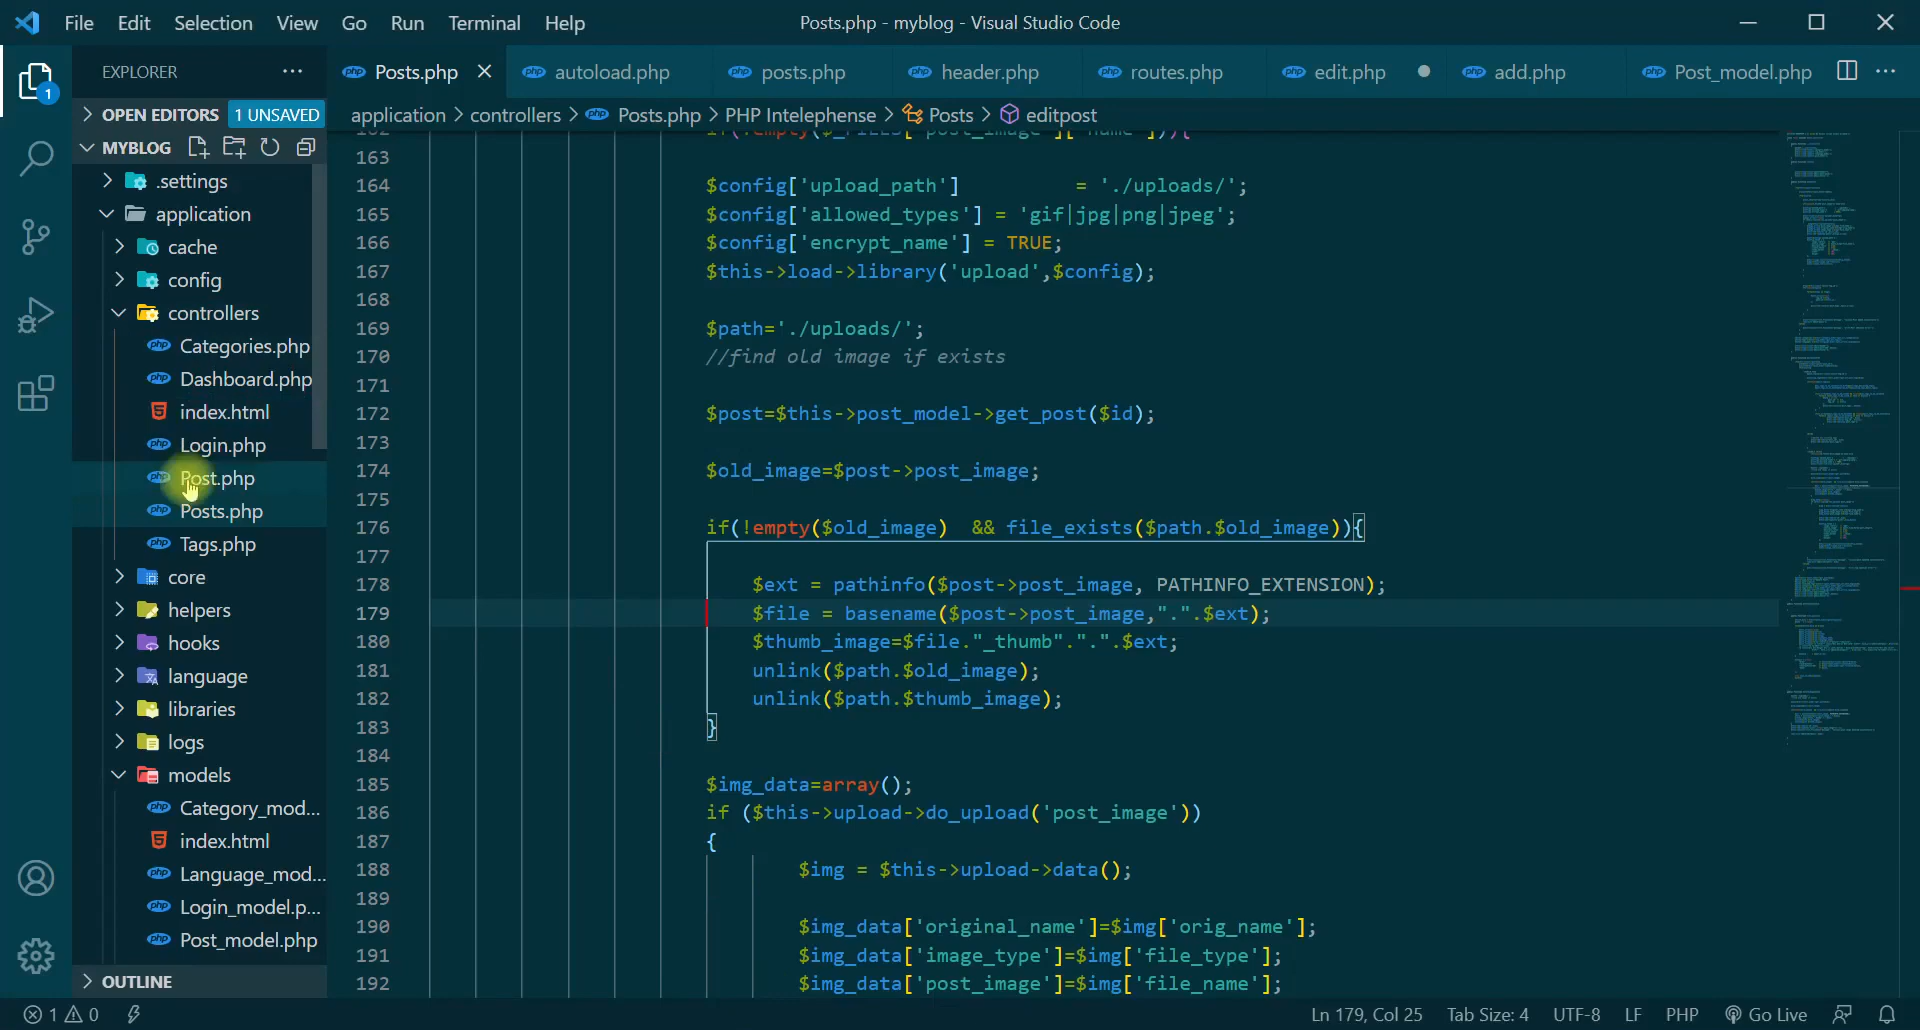 File Edit Selection View Go Run Terminal Help
Posts.php - myblog - Visual Studio Code
EXPLORER
Posts.php
autoload.php
posts.php
header.php
routes.php
edit.php
add.php
Post_model.php
1
OPEN EDITORS 1 UNSAVED
application > controllers > Posts.php > PHP Intelephense > Posts > editpost
MYBLOG
.settings
application
cache
config
controllers
Categories.php
Dashboard.php
index.html
Login.php
Post.php
Posts.php
Tags.php
core
helpers
hooks
language
libraries
logs
models
Category_mod...
index.html
Language_mod...
Login_model.p...
Post_model.php
OUTLINE
162 if(!empty($_FILES['post_image']['name'])){
163
164 $config['upload_path'] = './uploads/';
165 $config['allowed_types'] = 'gif|jpg|png|jpeg';
166 $config['encrypt_name'] = TRUE;
167 $this->load->library('upload',$config);
168
169 $path='./uploads/';
170 //find old image if exists
171
172 $post=$this->post_model->get_post($id);
173
174 $old_image=$post->post_image;
175
176 if(!empty($old_image) && file_exists($path.$old_image)){
177
178 $ext = pathinfo($post->post_image, PATHINFO_EXTENSION);
179 $file = basename($post->post_image,".".$ext);
180 $thumb_image=$file."_thumb".".".$ext;
181 unlink($path.$old_image);
182 unlink($path.$thumb_image);
183 }
184
185 $img_data=array();
186 if ($this->upload->do_upload('post_image'))
187 {
188 $img = $this->upload->data();
189
190 $img_data['original_name']=$img['orig_name'];
191 $img_data['image_type']=$img['file_type'];
192 $img_data['post_image']=$img['file_name'];
1 0
Ln 179, Col 25 Tab Size: 4 UTF-8 LF PHP Go Live